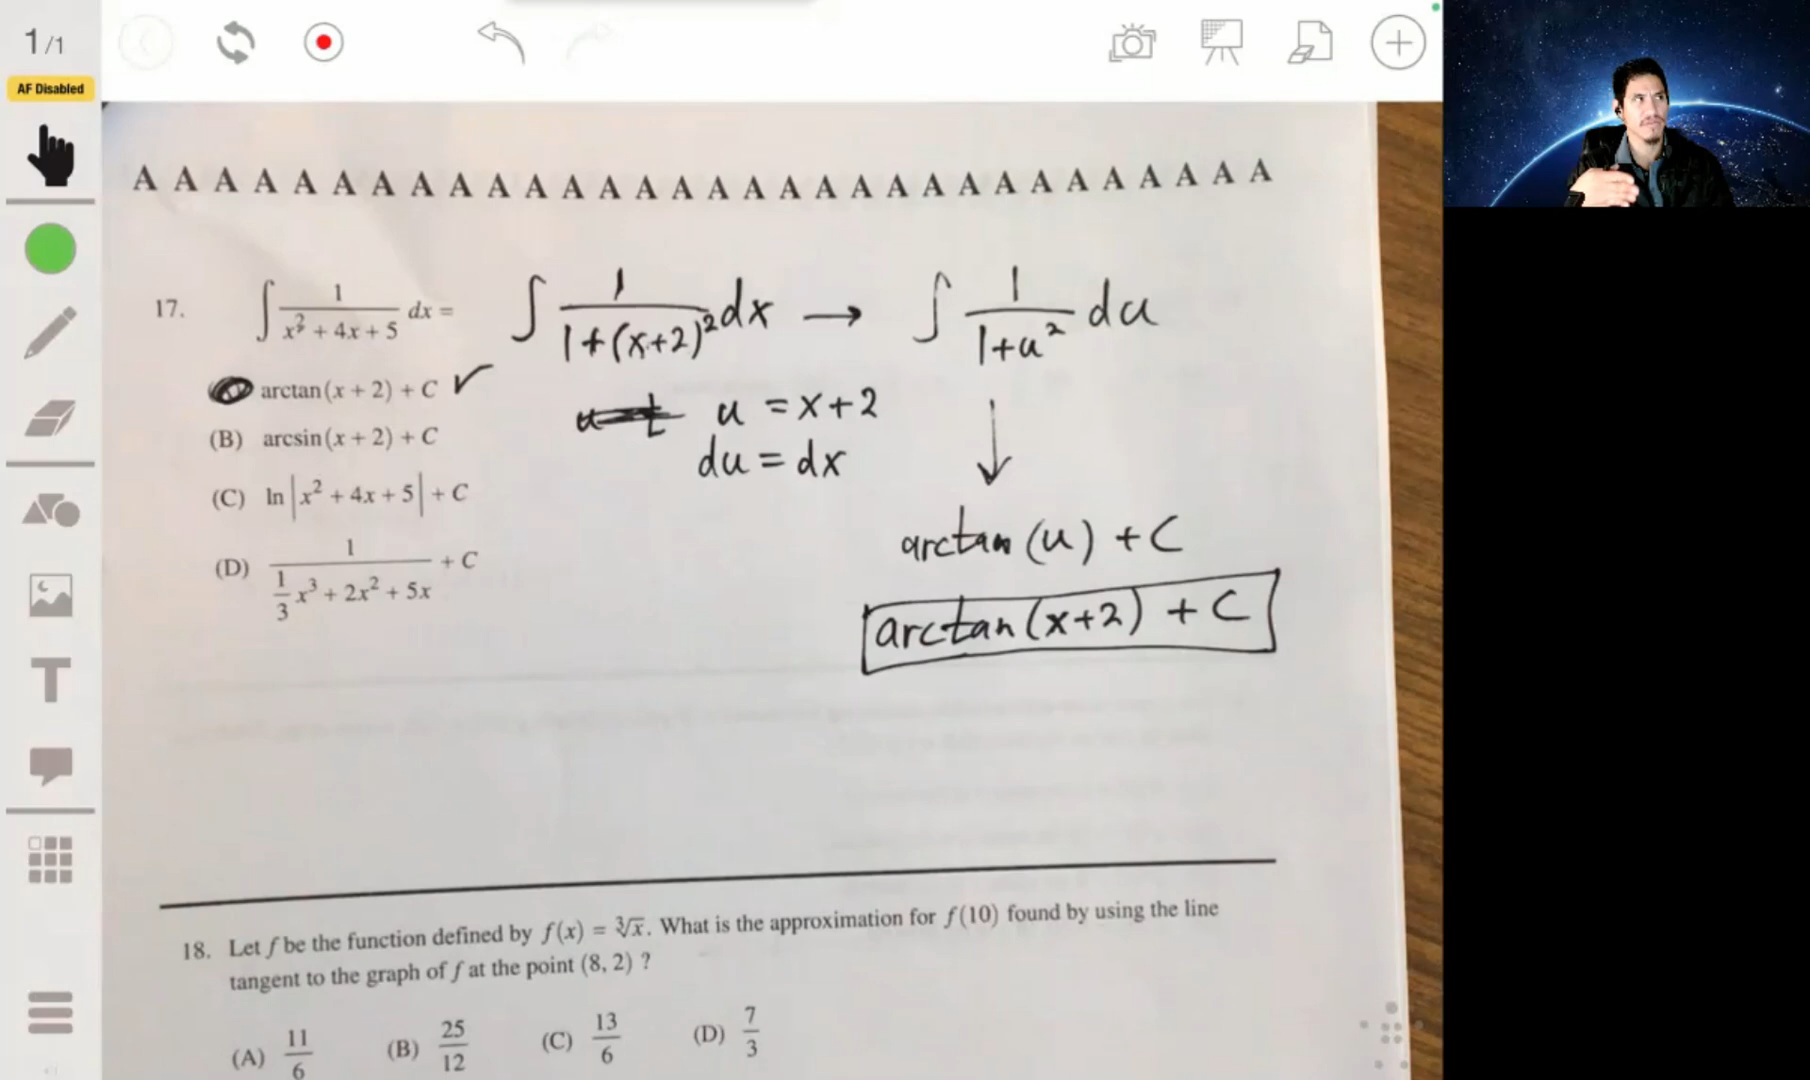 1/1
AF Disabled
A A A A A A A A A A A A A A A A A A A A A A A A A A A A A A A
17. ∫ 1/(x² + 4x + 5) dx = ∫ 1/(1+(x+2)²) dx → ∫ 1/(1+u²) du
arctan(x + 2) + C ✓
u = x+2
(B) arcsin(x + 2) + C
du = dx
(C) ln|x² + 4x + 5| + C
arctan (u) + C
(D) 1/(1/3 x³ + 2x² + 5x) + C
arctan(x+2) + C
18. Let f be the function defined by f(x) = ∛x. What is the approximation for f(10) found by using the line
tangent to the graph of f at the point (8, 2) ?
(A) 11/6 (B) 25/12 (C) 13/6 (D) 7/3
T